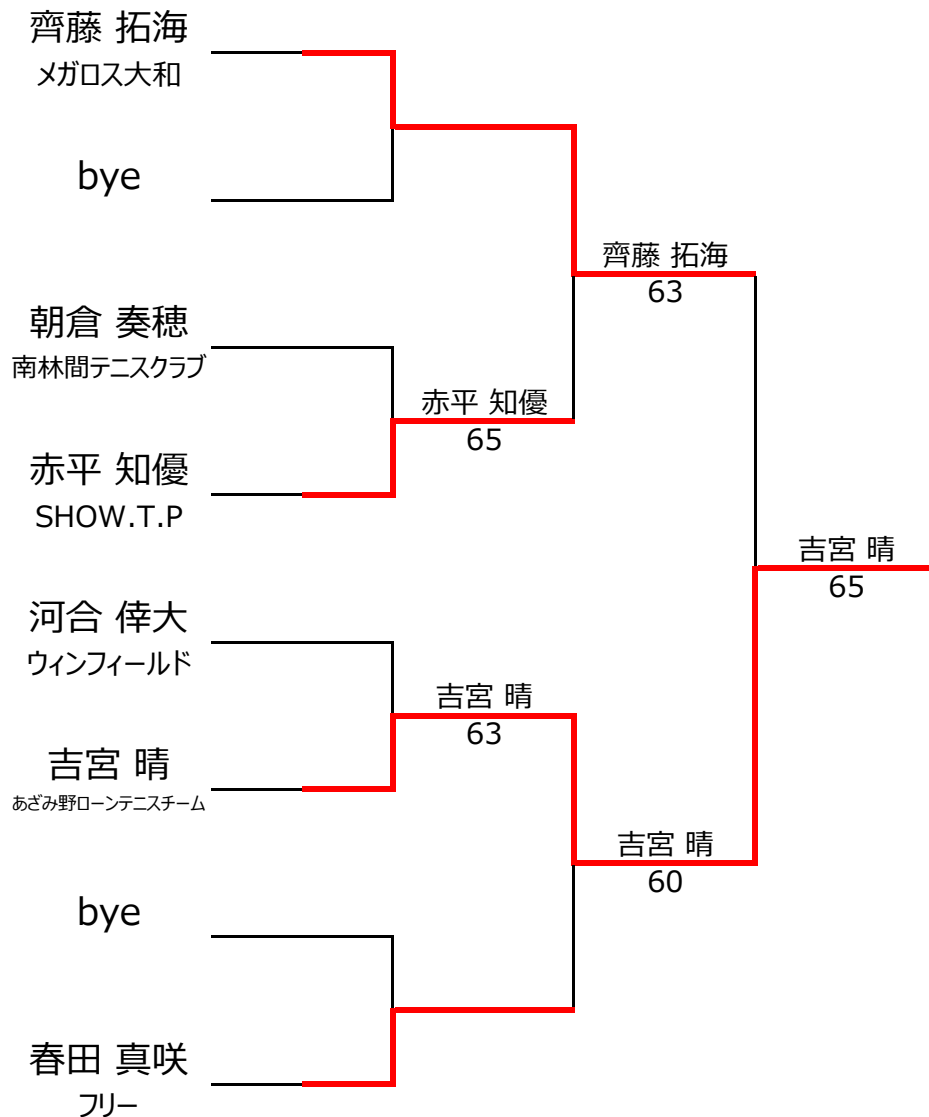 齊藤 拓海
メガロス大和
bye
齊藤 拓海
63
朝倉 奏穂
南林間テニスクラブ
赤平 知優
65
赤平 知優
SHOW.T.P
吉宮 晴
65
河合 倖大
ウィンフィールド
吉宮 晴
63
吉宮 晴
あざみ野ローンテニスチーム
吉宮 晴
60
bye
春田 真咲
フリー